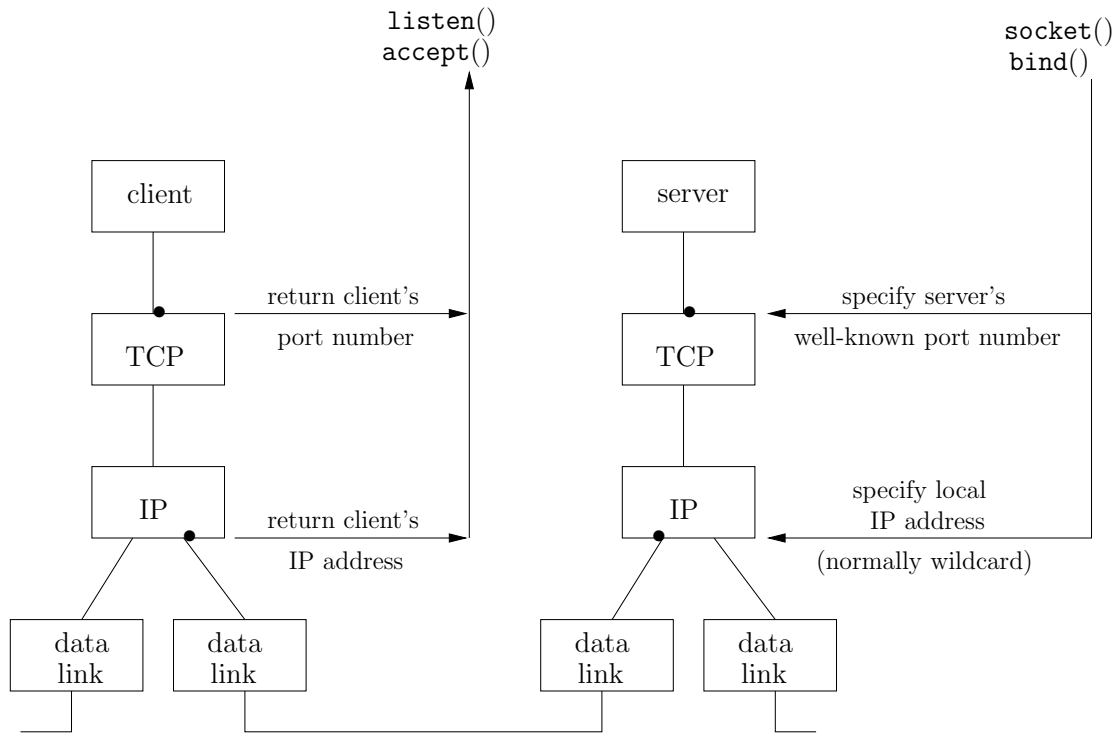 listen()
accept()
socket()
bind()
client
server
return client's
port number
specify server's
well-known port number
TCP
TCP
IP
IP
return client's
IP address
specify local
IP address
(normally wildcard)
data
link
data
link
data
link
data
link